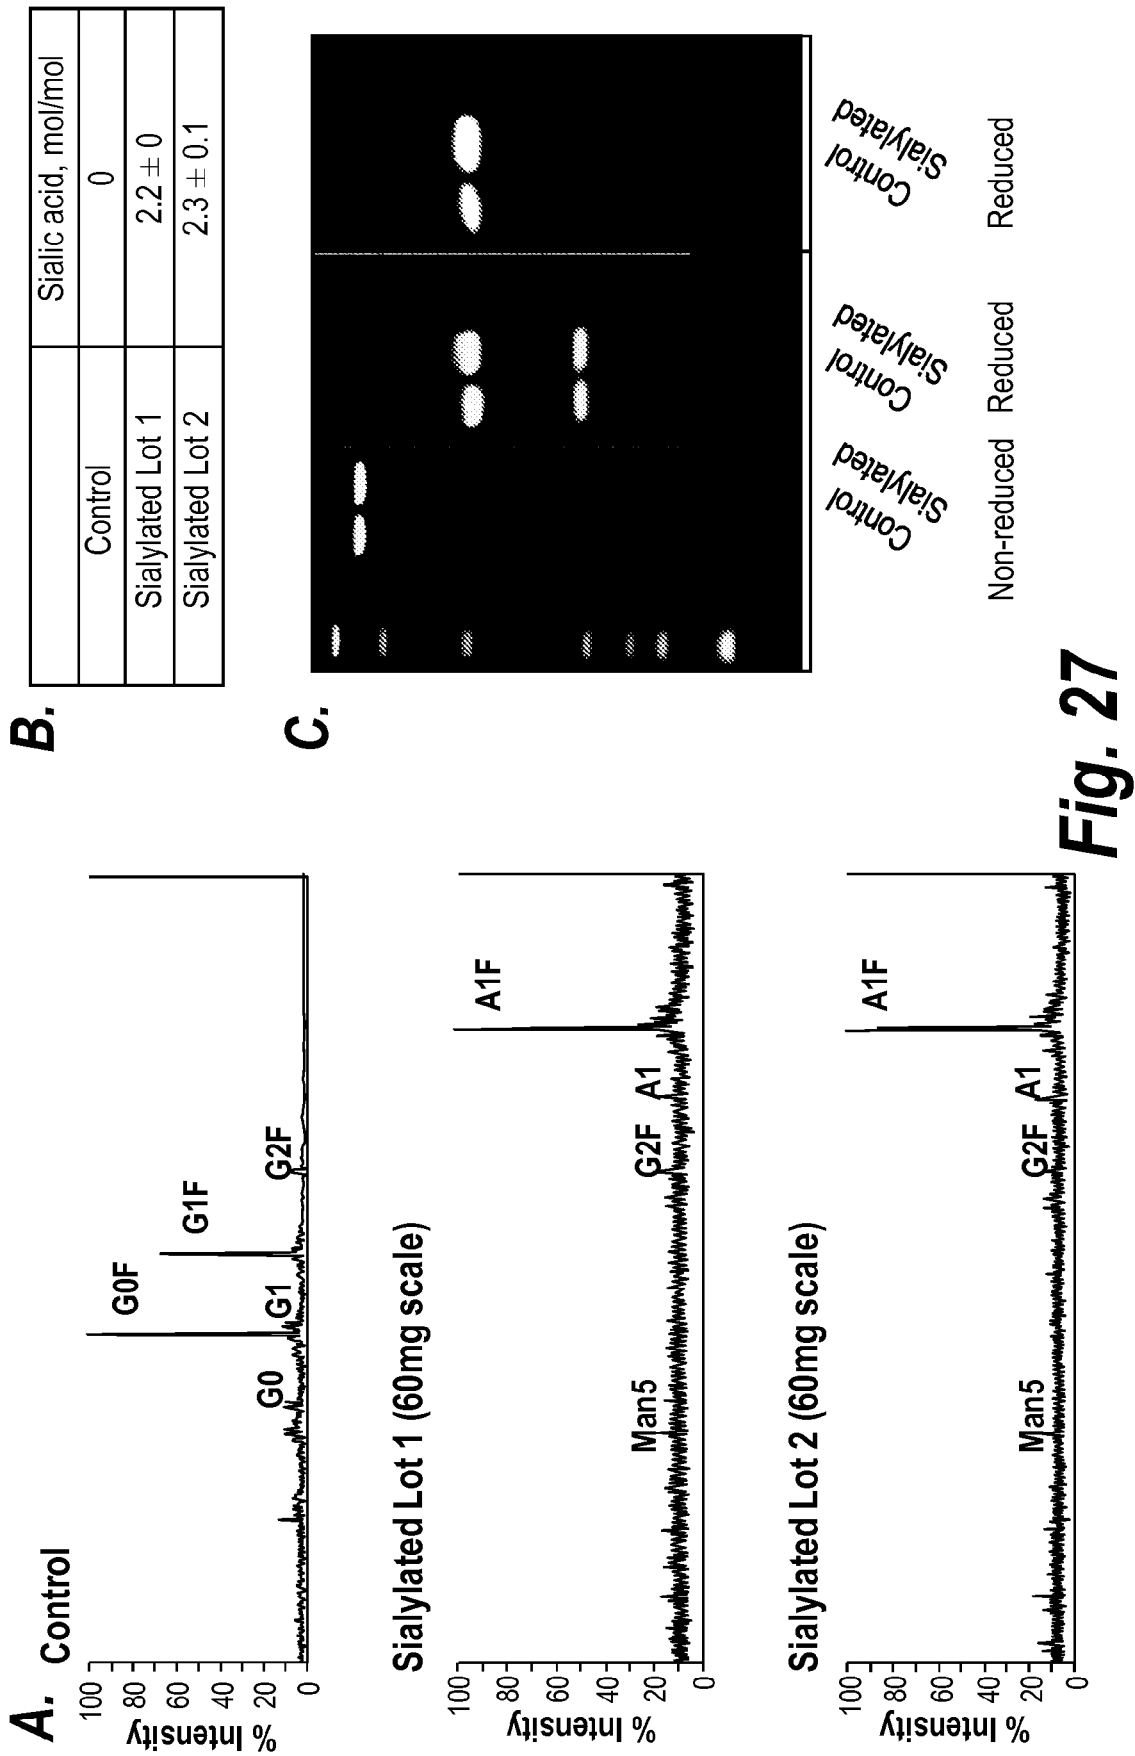 A. Control
100
80
60
40
20
0
% Intensity
G0
G0F
G1
G1F
G2F
Sialylated Lot 1 (60mg scale)
100
80
60
40
20
0
% Intensity
Man5
G2F
A1
A1F
Sialylated Lot 2 (60mg scale)
100
80
60
40
20
0
% Intensity
Man5
G2F
A1
A1F
B.
Sialic acid, mol/mol
Control 0
Sialylated Lot 1 2.2 ± 0
Sialylated Lot 2 2.3 ± 0.1
C.
Control
Sialylated
Control
Sialylated
Control
Sialylated
Non-reduced Reduced Reduced
Fig. 27